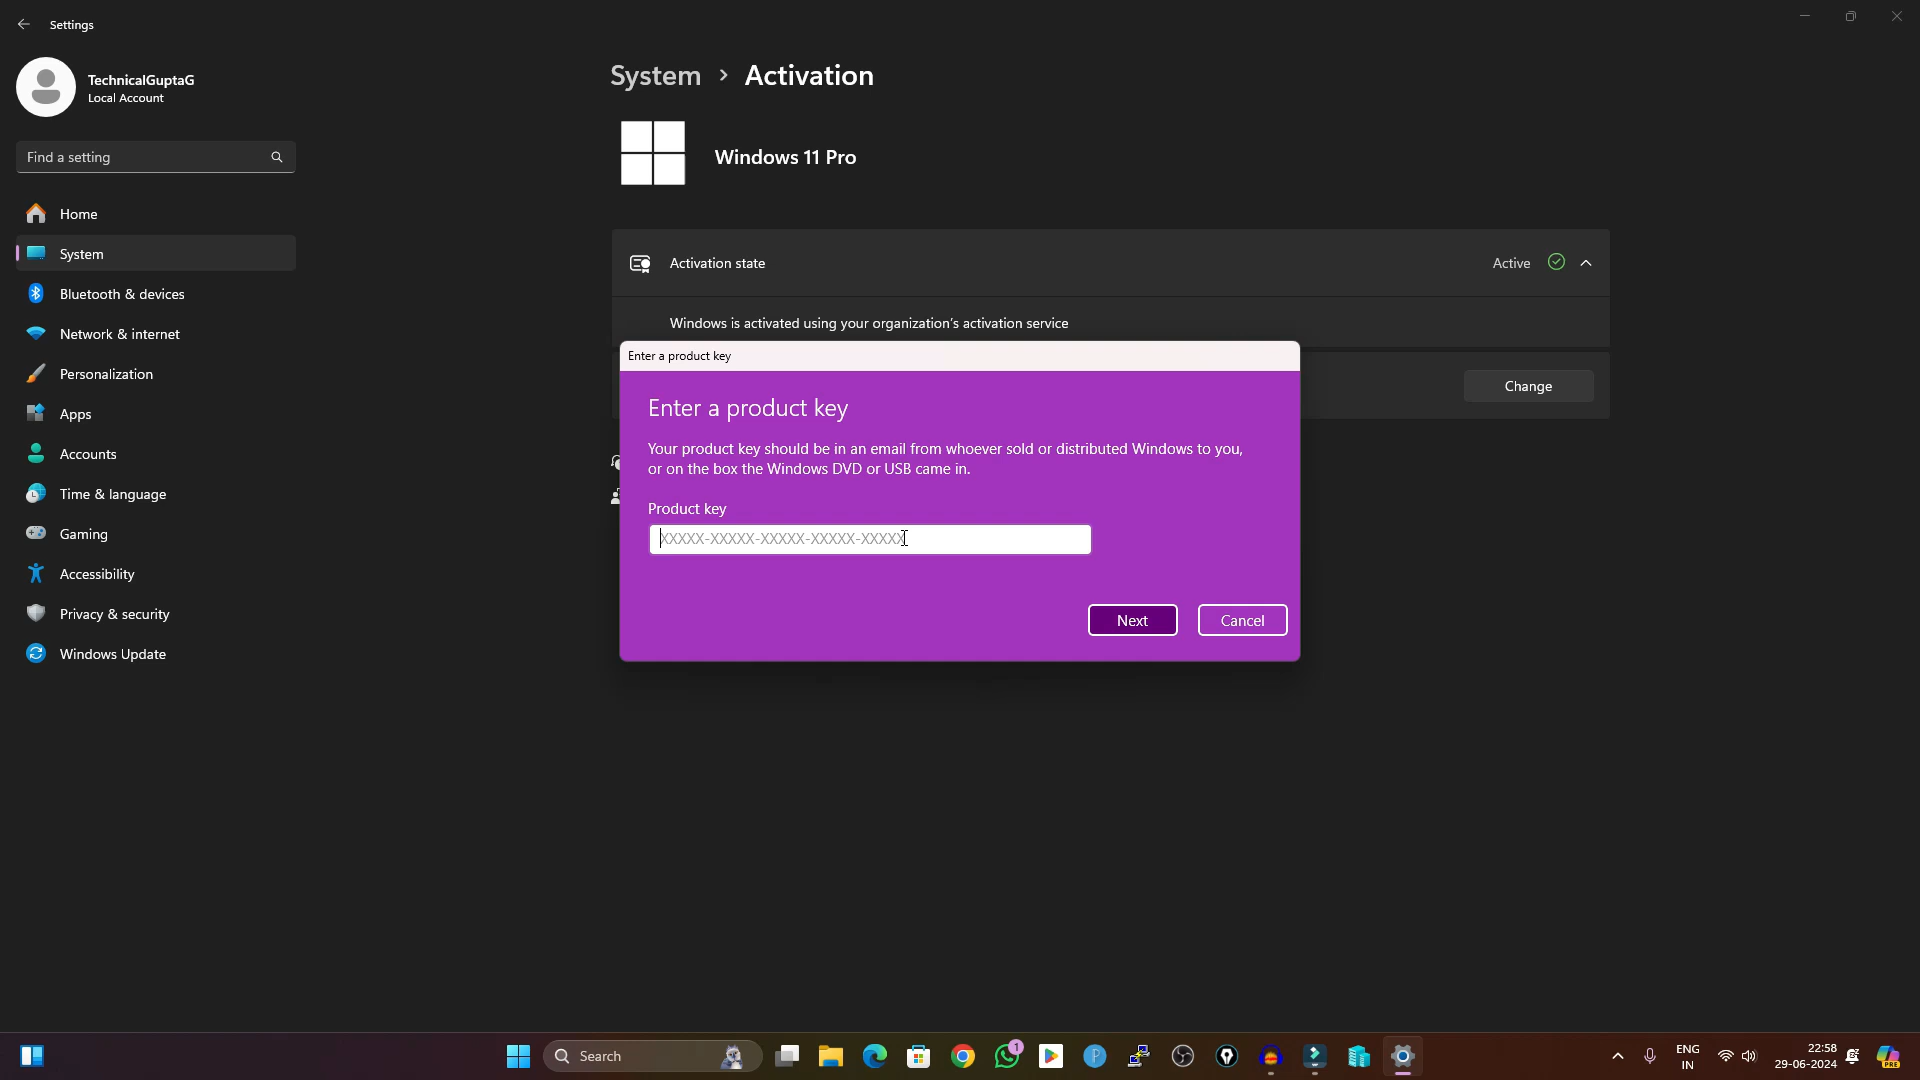 Settings
TechnicalGuptaG
Local Account
Find a setting
Home
System
Bluetooth & devices
Network & internet
Personalization
Apps
Accounts
Time & language
Gaming
Accessibility
Privacy & security
Windows Update
System > Activation
Windows 11 Pro
Activation state
Active
Windows is activated using your organization's activation service
Change
Enter a product key
Enter a product key
Your product key should be in an email from whoever sold or distributed Windows to you,
or on the box the Windows DVD or USB came in.
Product key
XXXXX-XXXXX-XXXXX-XXXXX-XXXXX
Next
Cancel
Search
1
P
ENG
IN
22:58
29-06-2024
PRE